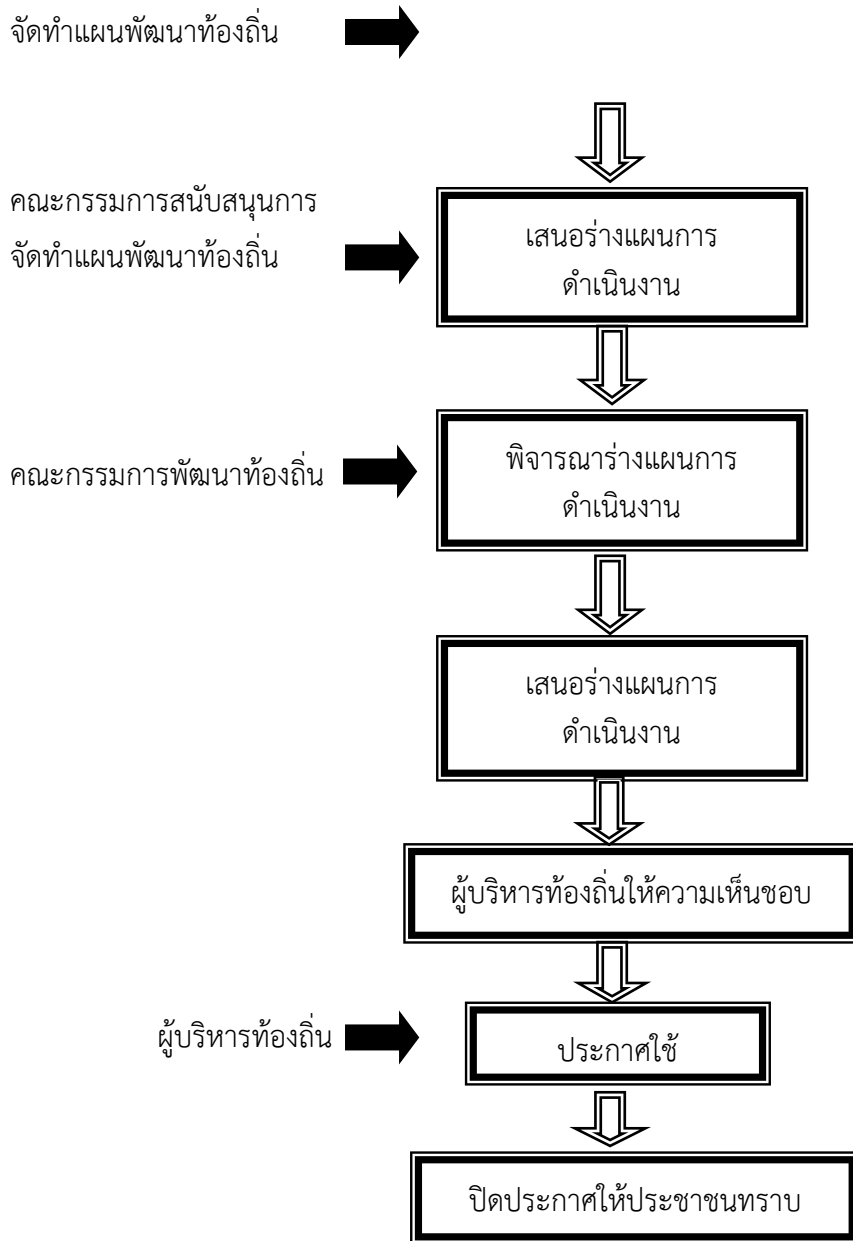 จัดทำแผนพัฒนาท้องถิ่น
คณะกรรมการสนับสนุนการ
จัดทำแผนพัฒนาท้องถิ่น
เสนอร่างแผนการ
ดำเนินงาน
คณะกรรมการพัฒนาท้องถิ่น
พิจารณาร่างแผนการ
ดำเนินงาน
เสนอร่างแผนการ
ดำเนินงาน
ผู้บริหารท้องถิ่นให้ความเห็นชอบ
ผู้บริหารท้องถิ่น
ประกาศใช้
ปิดประกาศให้ประชาชนทราบ